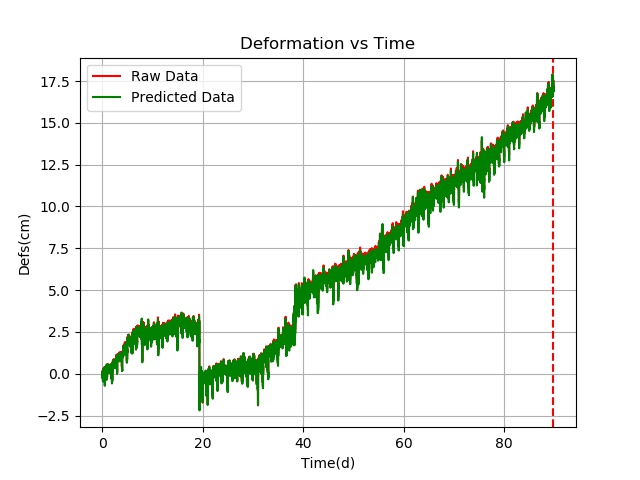 Deformation vs Time
Raw Data
Predicted Data
17.5
15.0
12.5
10.0
7.5
5.0
2.5
0.0
−2.5
Defs(cm)
0 20 40 60 80
Time(d)